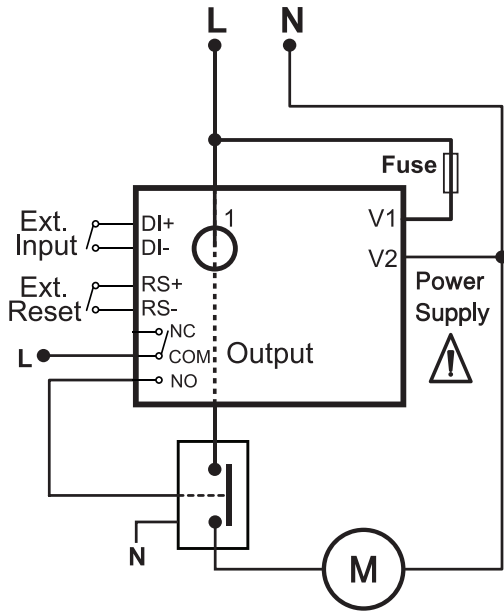 L N
Fuse
1
V1
V2
Ext.
Input
DI+
DI-
Ext.
Reset
RS+
RS-
Power
Supply
!
NC
L
COM
Output
NO
N
M